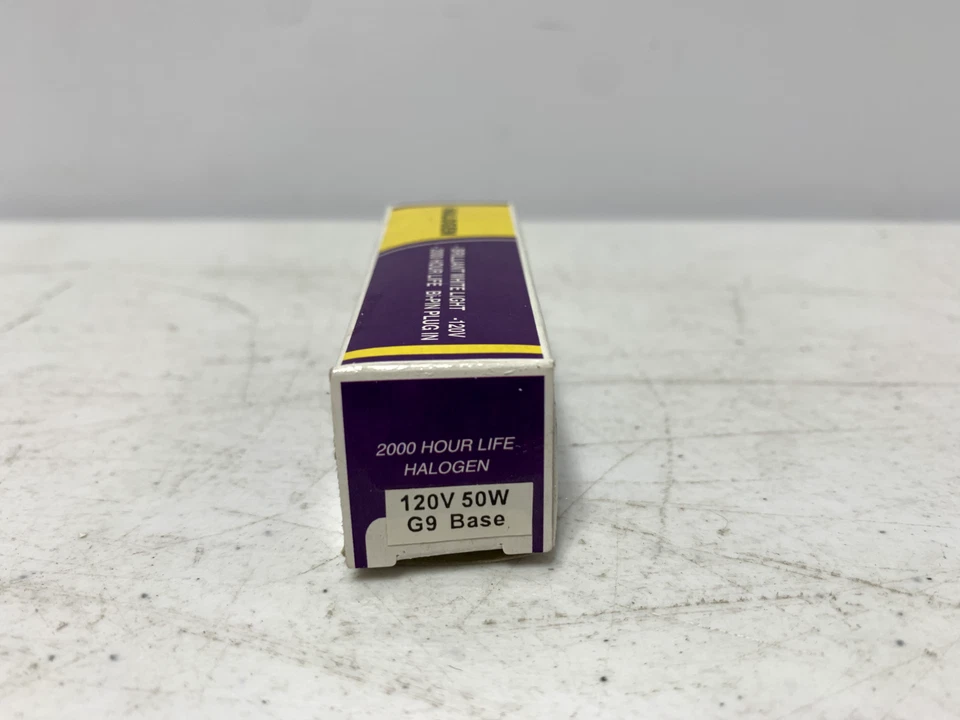 HALOGEN
•BRILLIANT WHITE LIGHT •120V
•2000 HOUR LIFE BI-PIN PLUG IN
2000 HOUR LIFE
HALOGEN
120V 50W
G9 Base